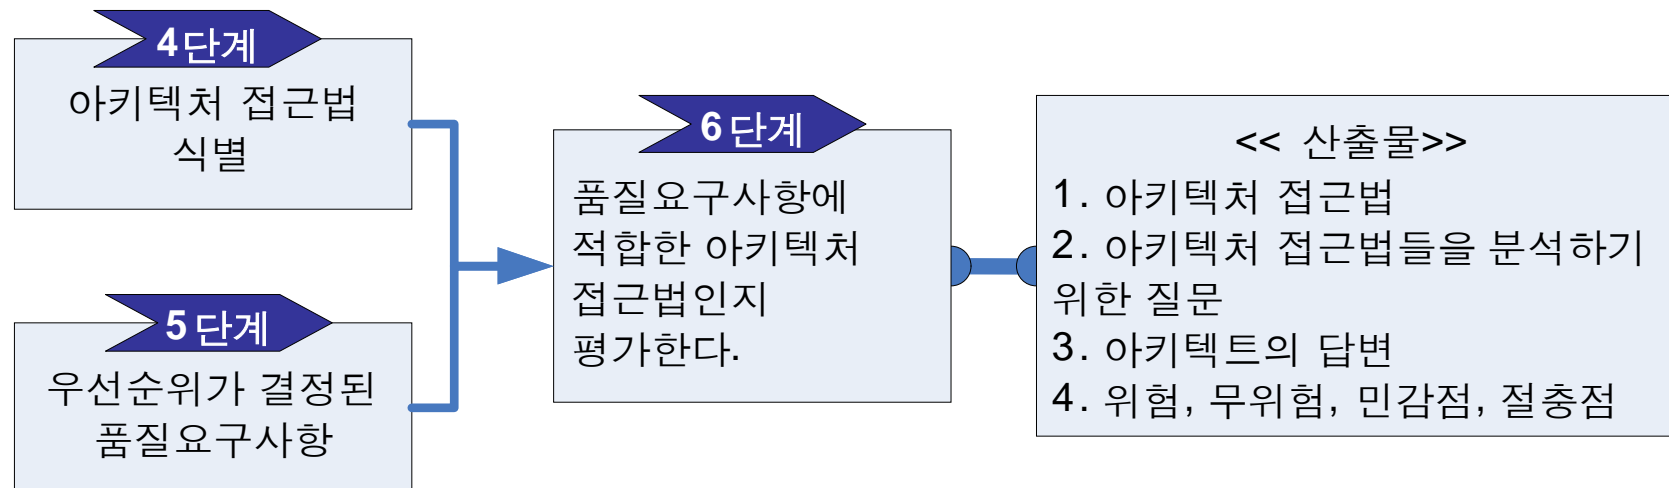 4단계
아키텍처 접근법
식별
5단계
우선순위가 결정된
품질요구사항
6단계
품질요구사항에
적합한 아키텍처
접근법인지
평가한다.
<< 산출물>>
1. 아키텍처 접근법
2. 아키텍처 접근법들을 분석하기
위한 질문
3. 아키텍트의 답변
4. 위험, 무위험, 민감점, 절충점